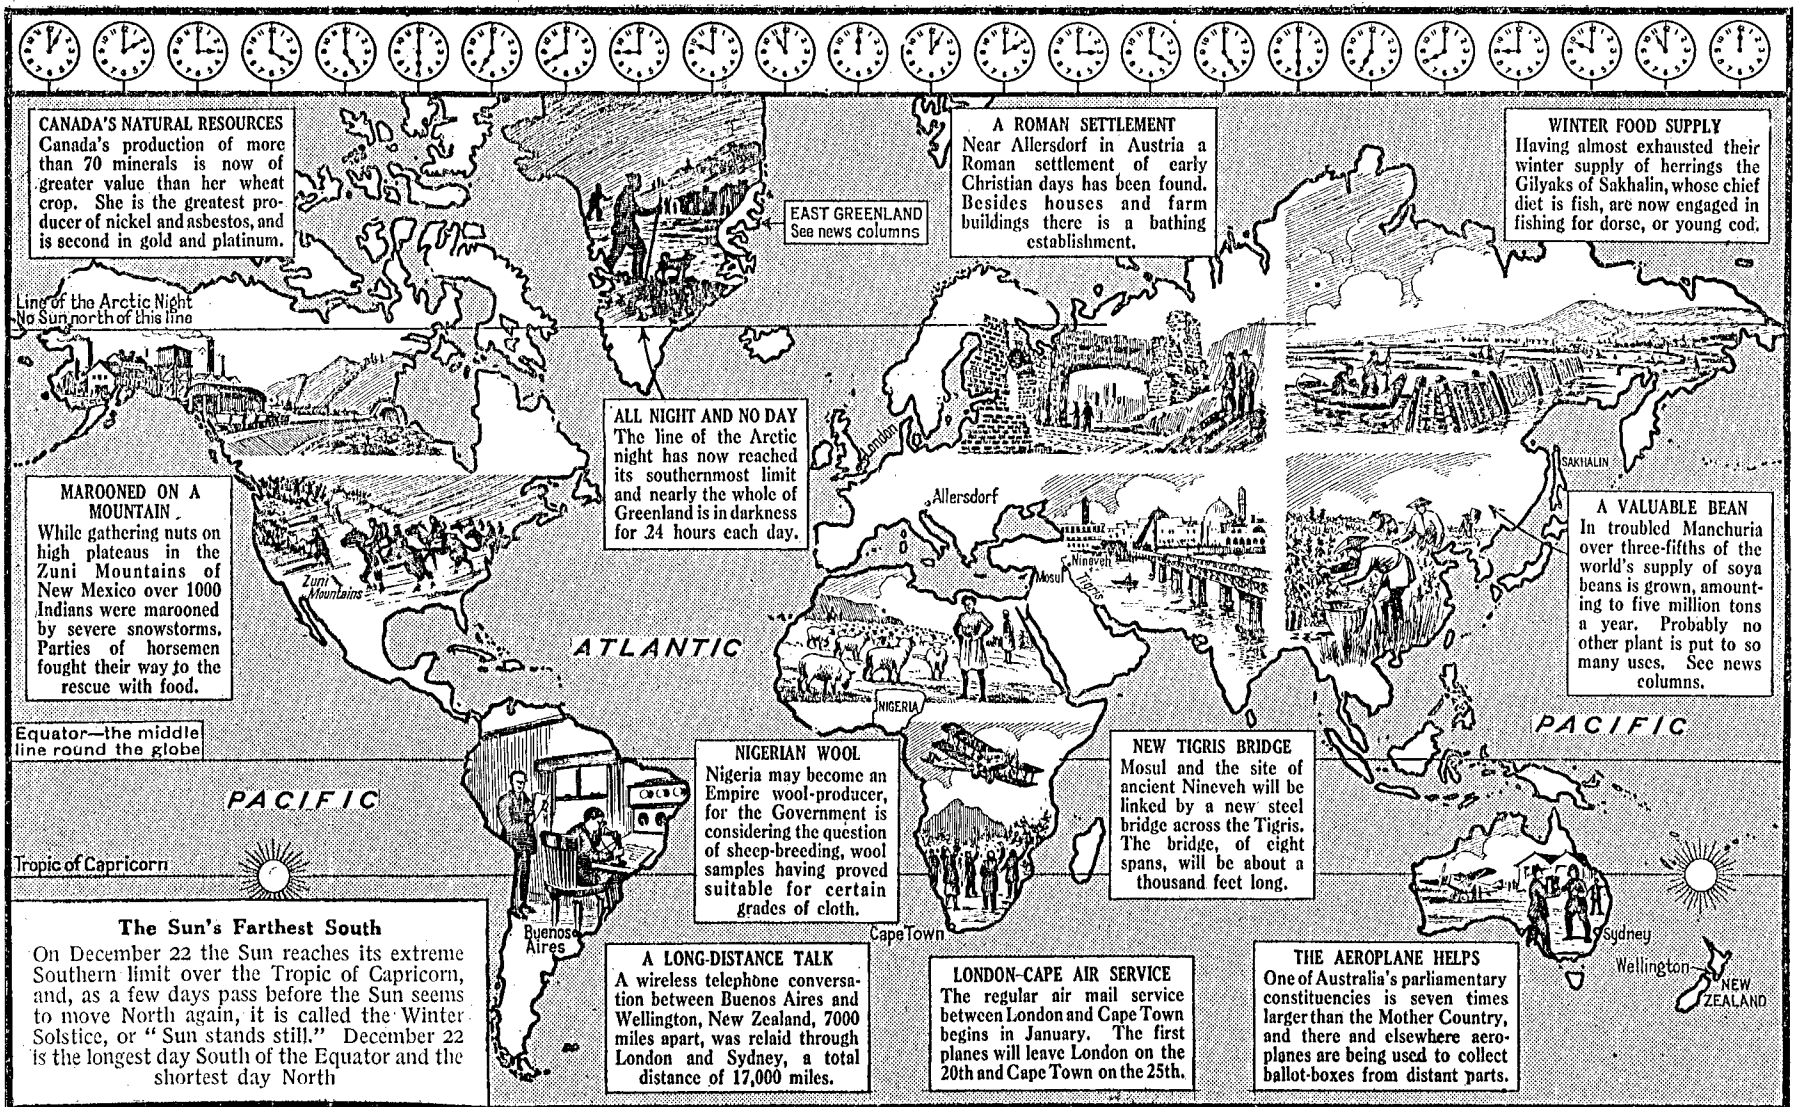 CANADA'S NATURAL RESOURCES
Canada's production of more
than 70 minerals is now of
greater value than her wheat
crop. She is the greatest pro-
ducer of nickel and asbestos, and
is second in gold and platinum.
A ROMAN SETTLEMENT
Near Allersdorf in Austria a
Roman settlement of early
Christian days has been found.
Besides houses and farm
buildings there is a bathing
establishment.
WINTER FOOD SUPPLY
Having almost exhausted their
winter supply of herrings the
Gilyaks of Sakhalin, whose chief
diet is fish, are now engaged in
fishing for dorse, or young cod.
EAST GREENLAND
See news columns
Line of the Arctic Night
No Sun north of this line
ALL NIGHT AND NO DAY
The line of the Arctic
night has now reached
its southernmost limit
and nearly the whole of
Greenland is in darkness
for 24 hours each day.
London
Allersdorf
SAKHALIN
MAROONED ON A
MOUNTAIN
While gathering nuts on
high plateaus in the
Zuni Mountains of
New Mexico over 1000
Indians were marooned
by severe snowstorms.
Parties of horsemen
fought their way to the
rescue with food.
Zuni
Mountains
Mosul
Nineveh
Tigris
A VALUABLE BEAN
In troubled Manchuria
over three-fifths of the
world's supply of soya
beans is grown, amount-
ing to five million tons
a year. Probably no
other plant is put to so
many uses. See news
columns.
ATLANTIC
NIGERIA
PACIFIC
Equator—the middle
line round the globe
PACIFIC
NIGERIAN WOOL
Nigeria may become an
Empire wool-producer,
for the Government is
considering the question
of sheep-breeding, wool
samples having proved
suitable for certain
grades of cloth.
NEW TIGRIS BRIDGE
Mosul and the site of
ancient Nineveh will be
linked by a new steel
bridge across the Tigris.
The bridge, of eight
spans, will be about a
thousand feet long.
Tropic of Capricorn
The Sun's Farthest South
On December 22 the Sun reaches its extreme
Southern limit over the Tropic of Capricorn,
and, as a few days pass before the Sun seems
to move North again, it is called the Winter
Solstice, or "Sun stands still." December 22
is the longest day South of the Equator and the
shortest day North
Buenos
Aires
Cape Town
Sydney
Wellington
NEW
ZEALAND
A LONG-DISTANCE TALK
A wireless telephone conversa-
tion between Buenos Aires and
Wellington, New Zealand, 7000
miles apart, was relaid through
London and Sydney, a total
distance of 17,000 miles.
LONDON-CAPE AIR SERVICE
The regular air mail service
between London and Cape Town
begins in January. The first
planes will leave London on the
20th and Cape Town on the 25th.
THE AEROPLANE HELPS
One of Australia's parliamentary
constituencies is seven times
larger than the Mother Country,
and there and elsewhere aero-
planes are being used to collect
ballot-boxes from distant parts.